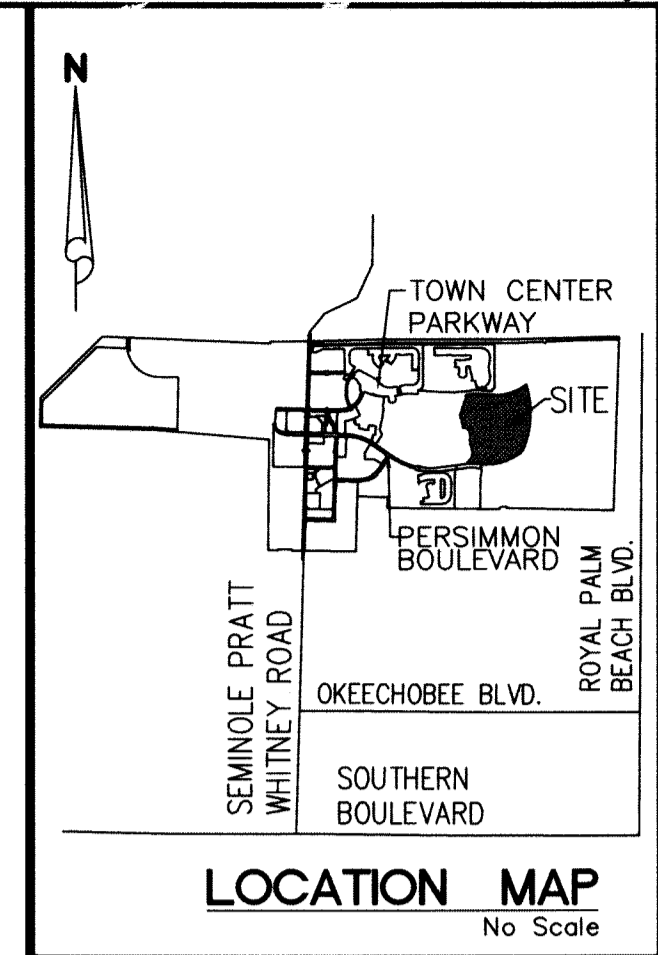 N
TOWN CENTER
PARKWAY
SITE
PERSIMMON
BOULEVARD
ROYAL PALM
BEACH BLVD.
SEMINOLE PRATT
WHITNEY ROAD
OKEECHOBEE BLVD.
SOUTHERN
BOULEVARD
LOCATION MAP
No Scale